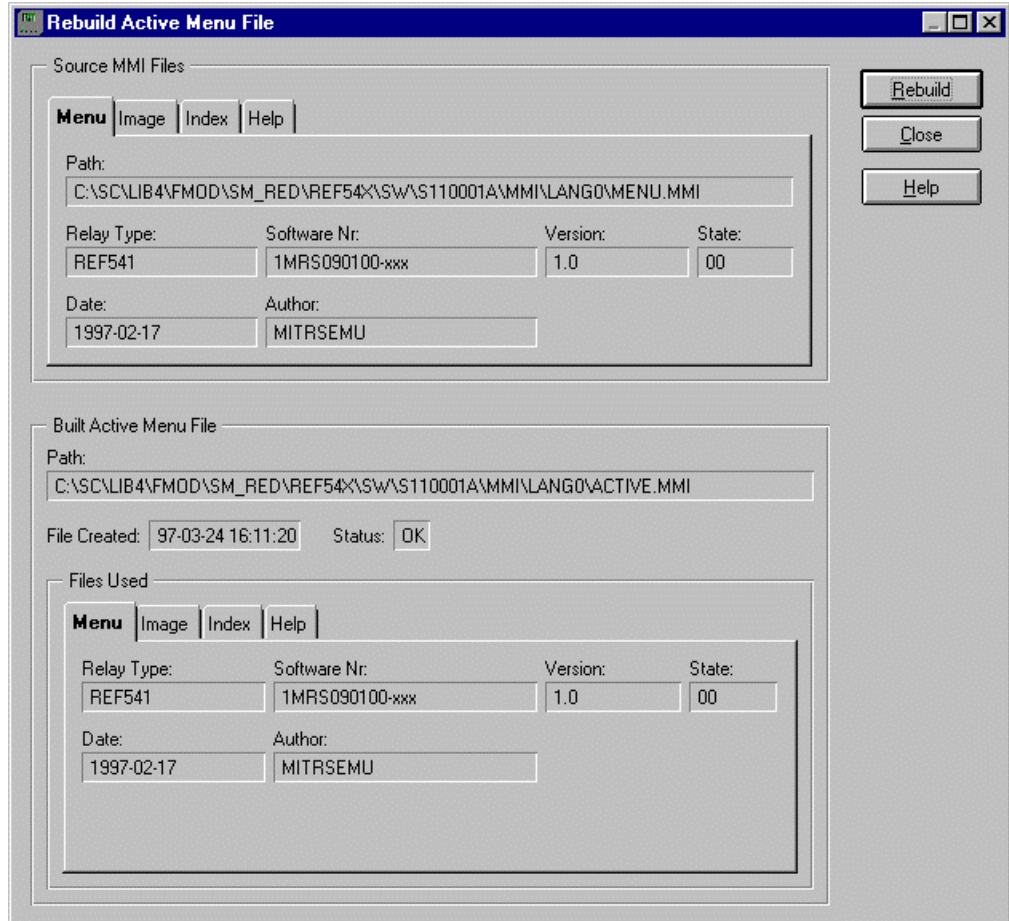 Rebuild Active Menu File
Source MMI Files
Rebuild
Menu Image Index Help
Close
Path:
C:\SC\LIB4\FMOD\SM_RED\REF54X\SW\S110001A\MMI\LANG0\MENU.MMI
Help
Relay Type: Software Nr: Version: State:
REF541 1MRS090100-xxx 1.0 00
Date: Author:
1997-02-17 MITRSEMU
Built Active Menu File
Path:
C:\SC\LIB4\FMOD\SM_RED\REF54X\SW\S110001A\MMI\LANG0\ACTIVE.MMI
File Created: 97-03-24 16:11:20 Status: OK
Files Used
Menu Image Index Help
Relay Type: Software Nr: Version: State:
REF541 1MRS090100-xxx 1.0 00
Date: Author:
1997-02-17 MITRSEMU